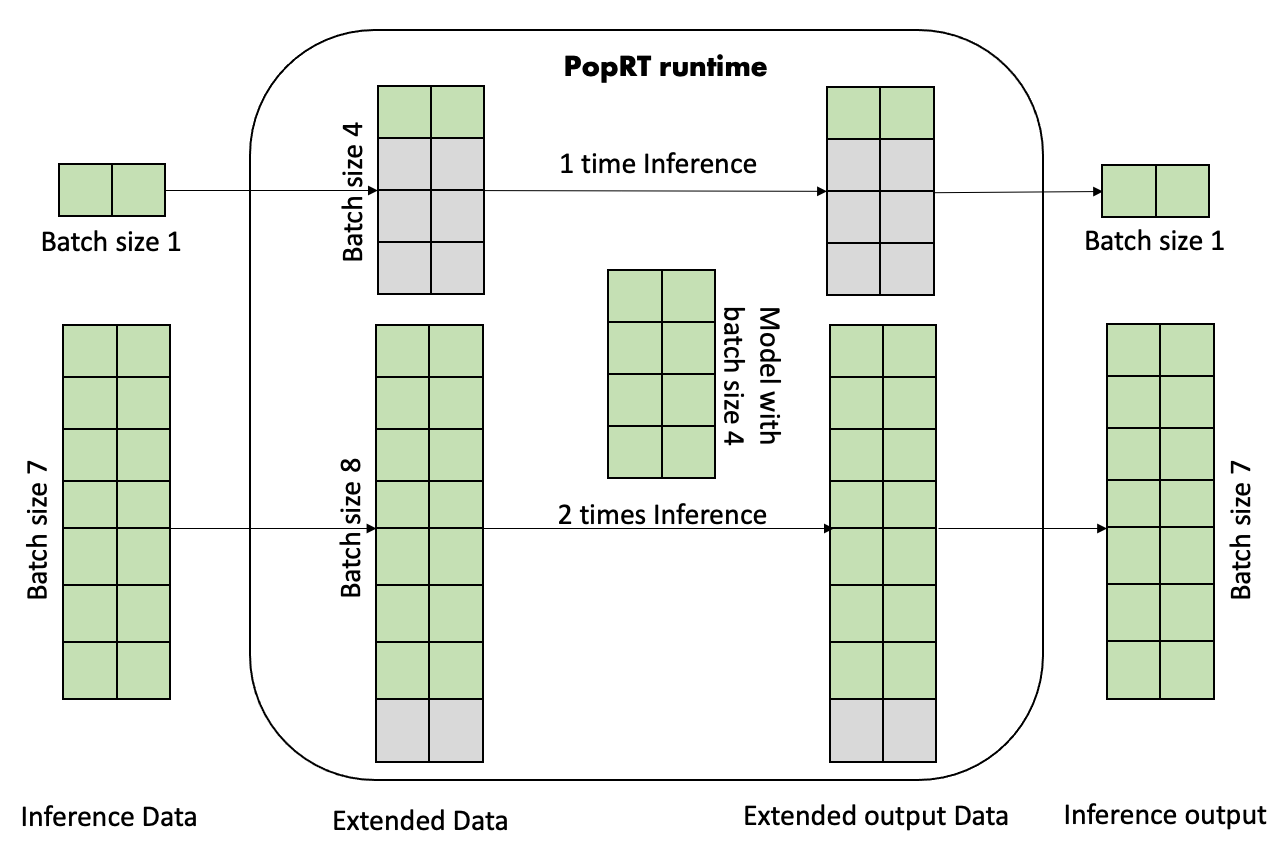 PopRT runtime
Batch size 4
1 time Inference
Batch size 1
Batch size 1
Model with
batch size 4
Batch size 7
Batch size 8
2 times Inference
Batch size 7
Inference Data
Extended Data
Extended output Data
Inference output